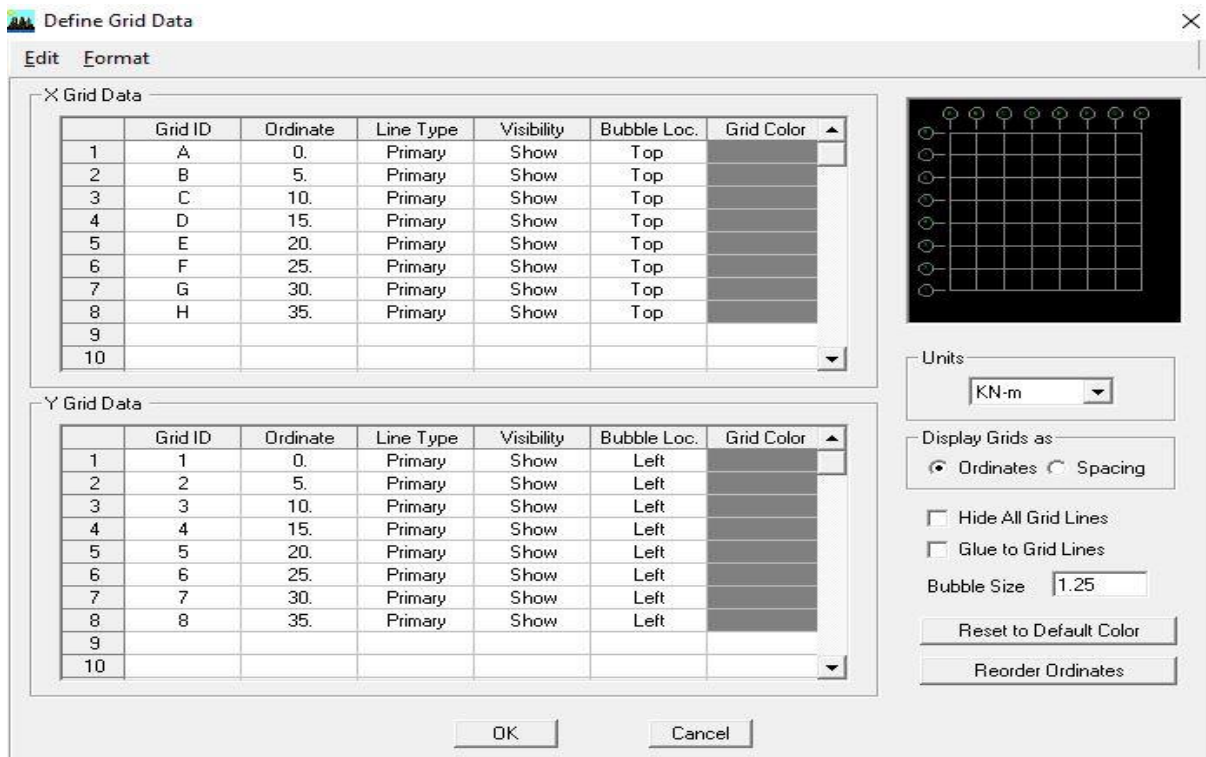 Define Grid Data
Edit Format
X Grid Data
Grid ID Ordinate Line Type Visibility Bubble Loc. Grid Color
1 A 0. Primary Show Top
2 B 5. Primary Show Top
3 C 10. Primary Show Top
4 D 15. Primary Show Top
5 E 20. Primary Show Top
6 F 25. Primary Show Top
7 G 30. Primary Show Top
8 H 35. Primary Show Top
9
10
Y Grid Data
Grid ID Ordinate Line Type Visibility Bubble Loc. Grid Color
1 1 0. Primary Show Left
2 2 5. Primary Show Left
3 3 10. Primary Show Left
4 4 15. Primary Show Left
5 5 20. Primary Show Left
6 6 25. Primary Show Left
7 7 30. Primary Show Left
8 8 35. Primary Show Left
9
10
Units
KN-m
Display Grids as
Ordinates Spacing
Hide All Grid Lines
Glue to Grid Lines
Bubble Size 1.25
Reset to Default Color
Reorder Ordinates
OK Cancel